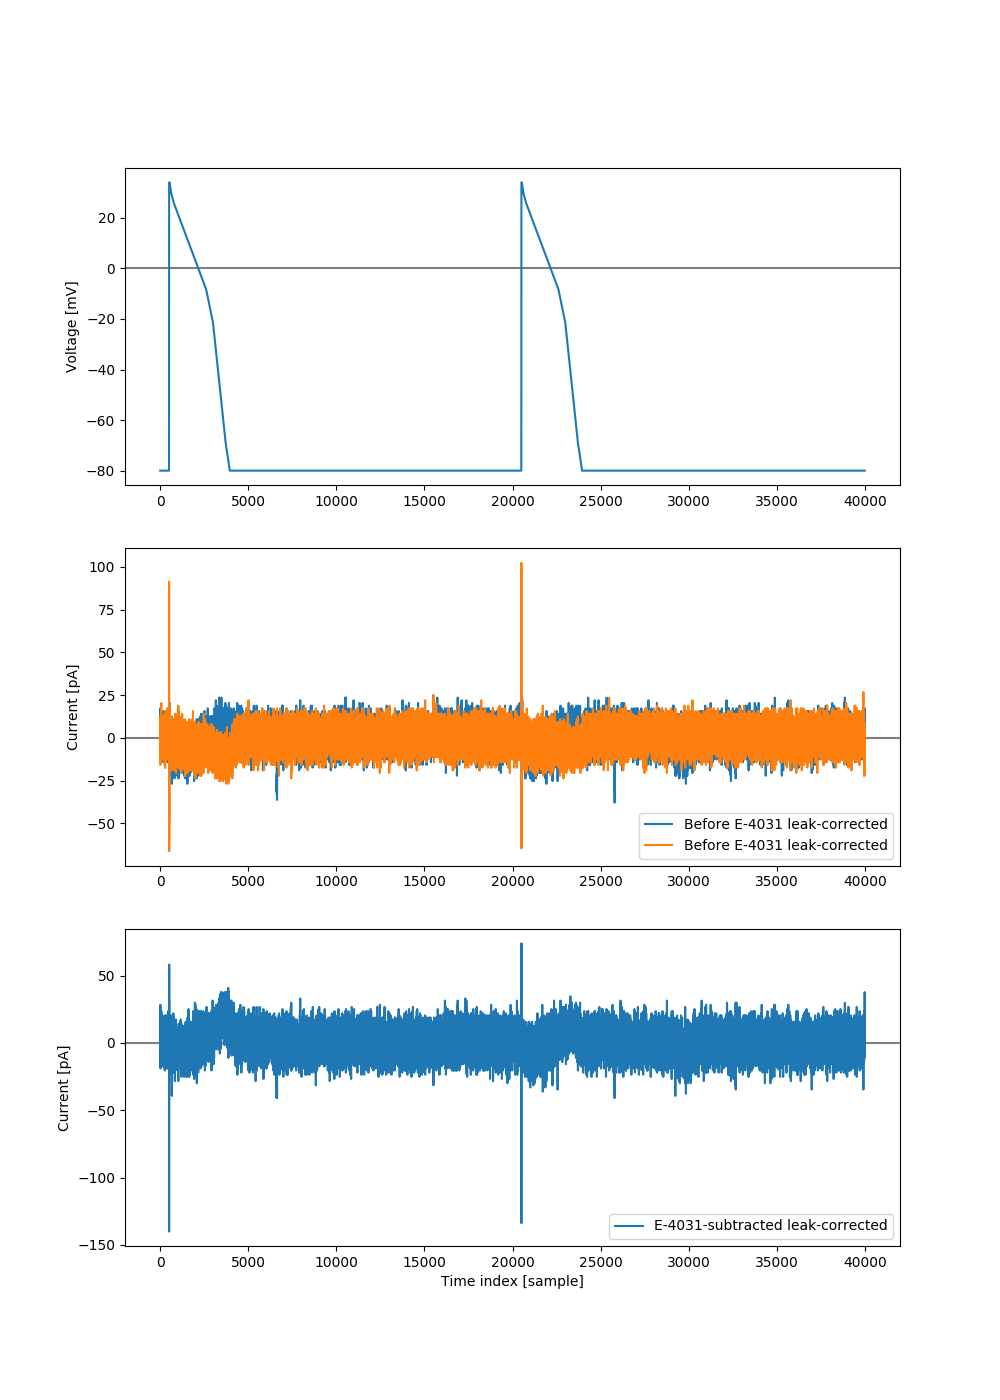 20
0
−20
−40
−60
−80
Voltage [mV]
0 5000 10000 15000 20000 25000 30000 35000 40000
100
75
50
25
0
−25
−50
Current [pA]
Before E-4031 leak-corrected
Before E-4031 leak-corrected
0 5000 10000 15000 20000 25000 30000 35000 40000
50
0
−50
−100
−150
Current [pA]
E-4031-subtracted leak-corrected
0 5000 10000 15000 20000 25000 30000 35000 40000
Time index [sample]